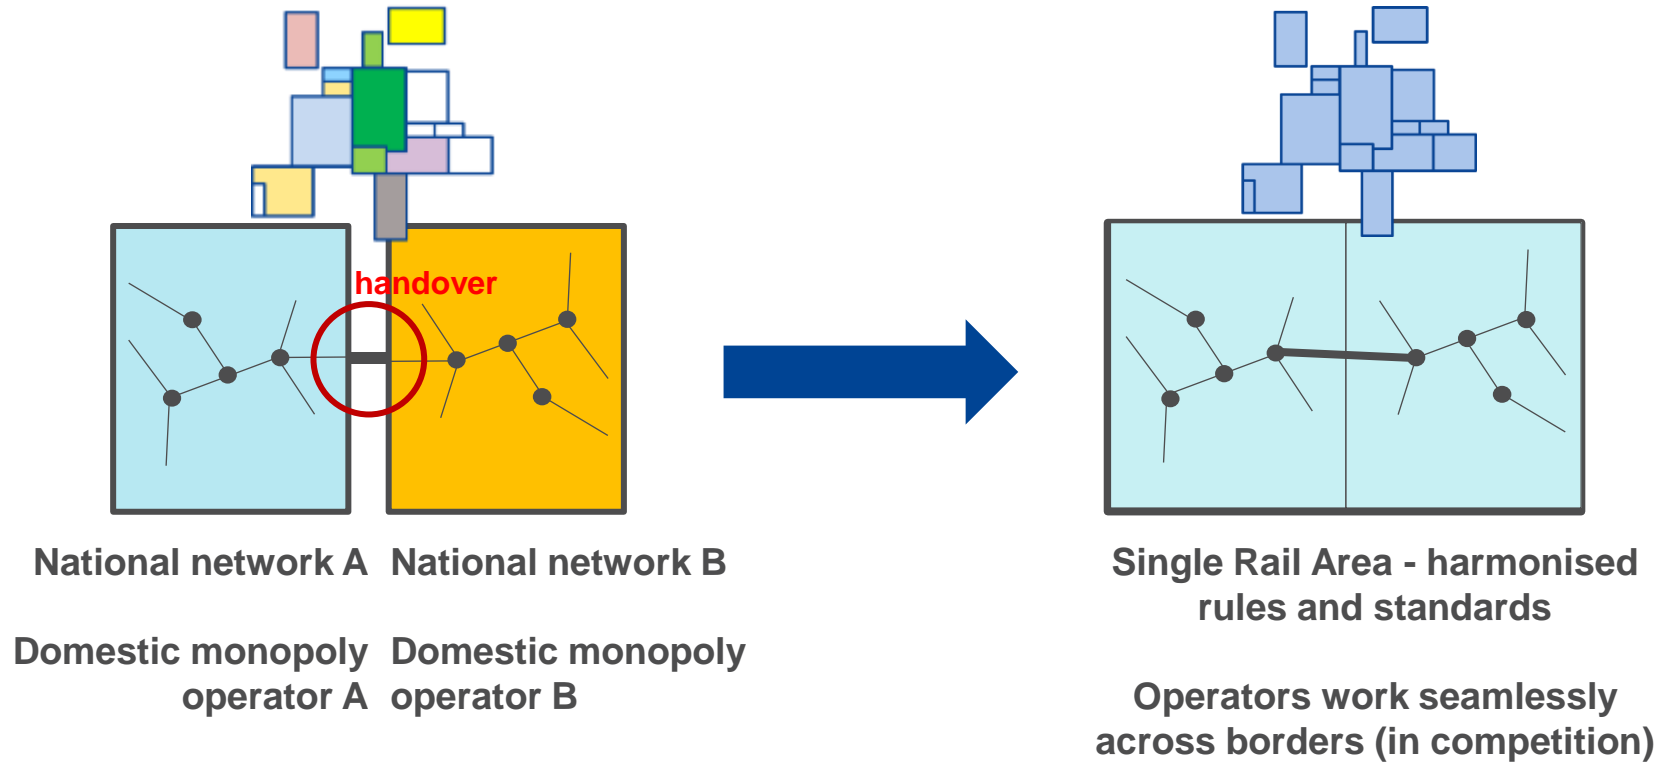 handover
National network A
National network B
Domestic monopoly
operator A
Domestic monopoly
operator B
Single Rail Area - harmonised
rules and standards
Operators work seamlessly
across borders (in competition)